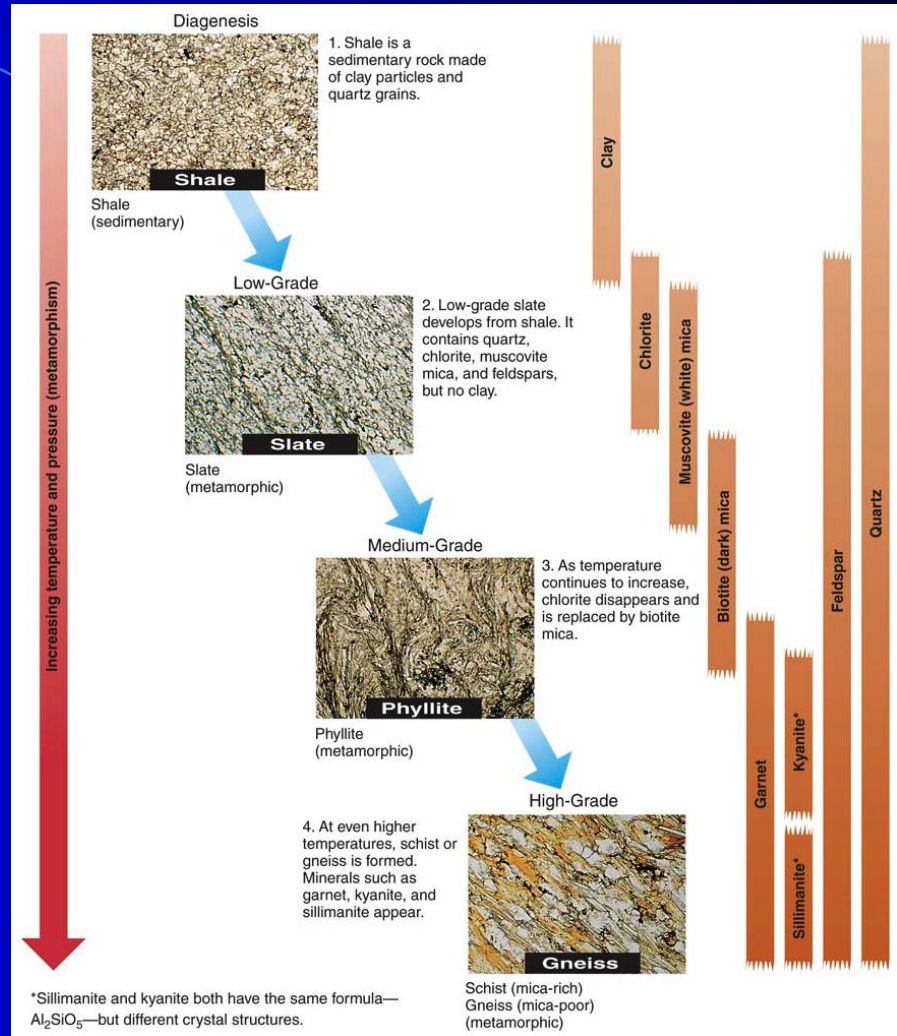 Diagenesis
1. Shale is a
sedimentary rock made
of clay particles and
quartz grains.
Shale
Shale
(sedimentary)
Low-Grade
2. Low-grade slate
develops from shale. It
contains quartz,
chlorite, muscovite
mica, and feldspars,
but no clay.
Slate
Slate
(metamorphic)
Medium-Grade
3. As temperature
continues to increase,
chlorite disappears and
is replaced by biotite
mica.
Phyllite
Phyllite
(metamorphic)
High-Grade
4. At even higher
temperatures, schist or
gneiss is formed.
Minerals such as
garnet, kyanite, and
sillimanite appear.
Gneiss
Schist (mica-rich)
Gneiss (mica-poor)
(metamorphic)
Increasing temperature and pressure (metamorphism)
Clay
Chlorite
Muscovite (white) mica
Biotite (dark) mica
Garnet
Kyanite*
Sillimanite*
Feldspar
Quartz
*Sillimanite and kyanite both have the same formula—
Al₂SiO₅—but different crystal structures.